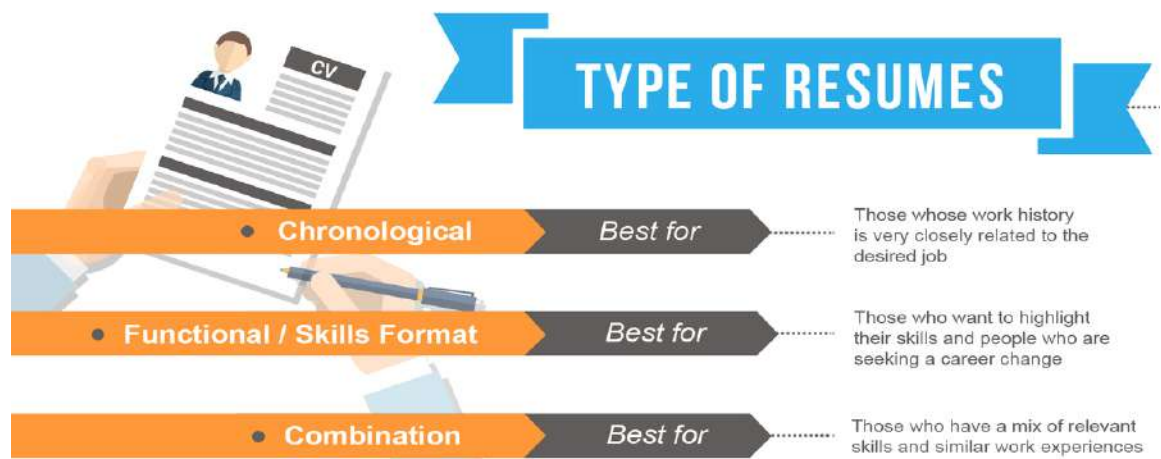 CV
TYPE OF RESUMES
• Chronological
Best for
Those whose work history
is very closely related to the
desired job
• Functional / Skills Format
Best for
Those who want to highlight
their skills and people who are
seeking a career change
• Combination
Best for
Those who have a mix of relevant
skills and similar work experiences